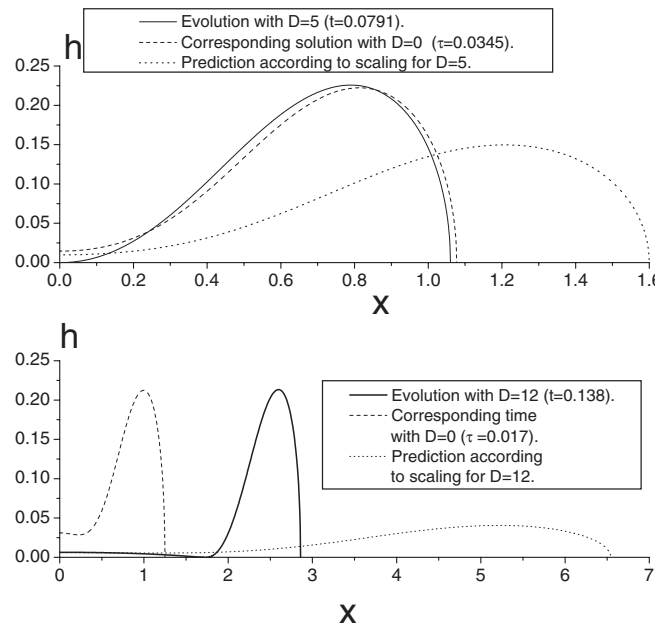 Evolution with D=5 (t=0.0791).
Corresponding solution with D=0 (τ=0.0345).
Prediction according to scaling for D=5.
h
0.25
0.20
0.15
0.10
0.05
0.00
0.0 0.2 0.4 0.6 0.8 1.0 1.2 1.4 1.6
x
h
0.25
0.20
0.15
0.10
0.05
0.00
Evolution with D=12 (t=0.138).
Corresponding time
with D=0 (τ =0.017).
Prediction according
to scaling for D=12.
0 1 2 3 4 5 6 7
x